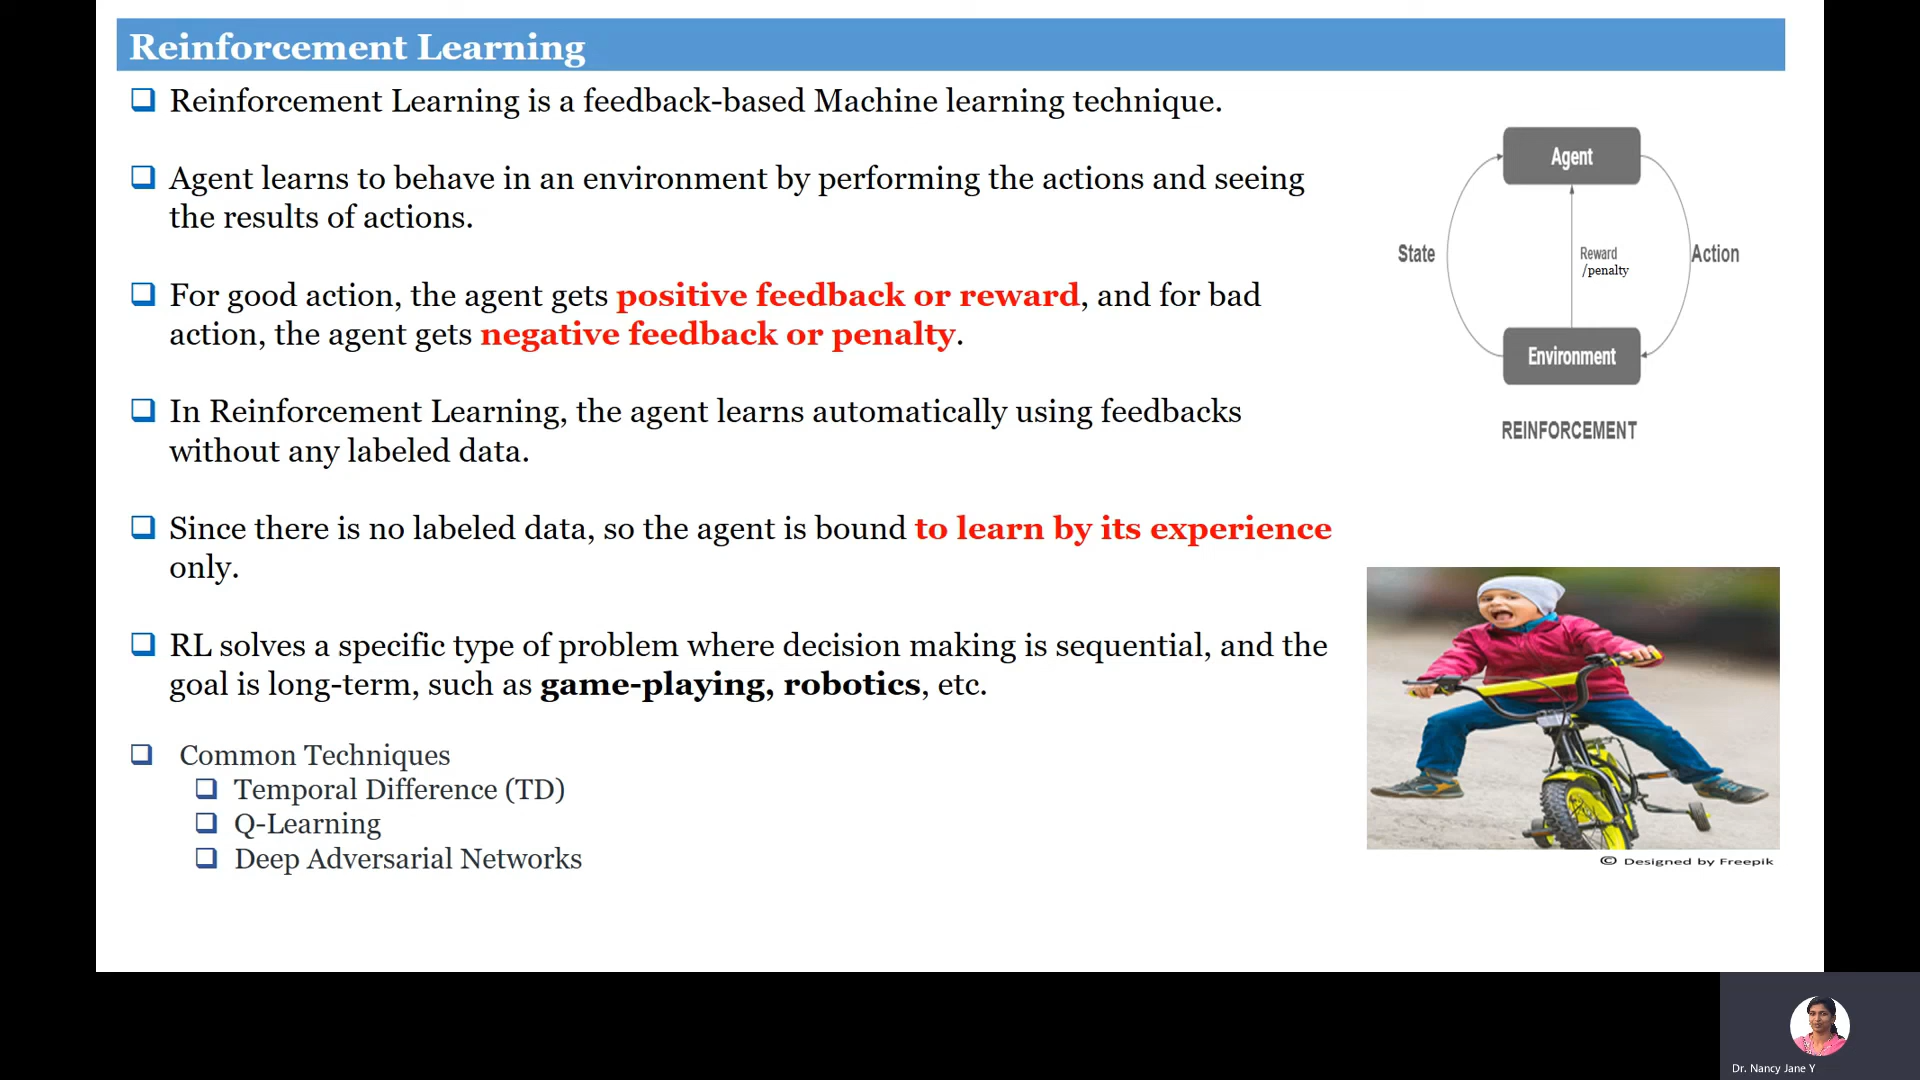 Reinforcement Learning
Reinforcement Learning is a feedback-based Machine learning technique.
Agent learns to behave in an environment by performing the actions and seeing
the results of actions.
For good action, the agent gets positive feedback or reward, and for bad
action, the agent gets negative feedback or penalty.
In Reinforcement Learning, the agent learns automatically using feedbacks
without any labeled data.
Since there is no labeled data, so the agent is bound to learn by its experience
only.
RL solves a specific type of problem where decision making is sequential, and the
goal is long-term, such as game-playing, robotics, etc.
Common Techniques
Temporal Difference (TD)
Q-Learning
Deep Adversarial Networks
Agent
State
Reward
/penalty
Action
Environment
REINFORCEMENT
© Designed by Freepik
Dr. Nancy Jane Y